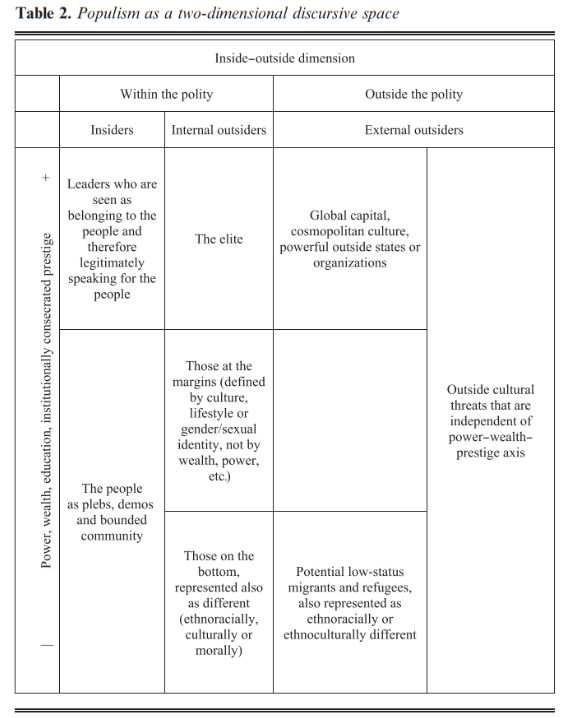 Table 2. Populism as a two-dimensional discursive space
Inside–outside dimension
Within the polity
Outside the polity
Insiders
Internal outsiders
External outsiders
Power, wealth, education, institutionally consecrated prestige
+
—
Leaders who are
seen as
belonging to the
people and
therefore
legitimately
speaking for the
people
The elite
Global capital,
cosmopolitan culture,
powerful outside states or
organizations
Outside cultural
threats that are
independent of
power–wealth–
prestige axis
The people
as plebs, demos
and bounded
community
Those at the
margins (defined
by culture,
lifestyle or
gender/sexual
identity, not by
wealth, power,
etc.)
Those on the
bottom,
represented also
as different
(ethnoracially,
culturally or
morally)
Potential low-status
migrants and refugees,
also represented as
ethnoracially or
ethnoculturally different